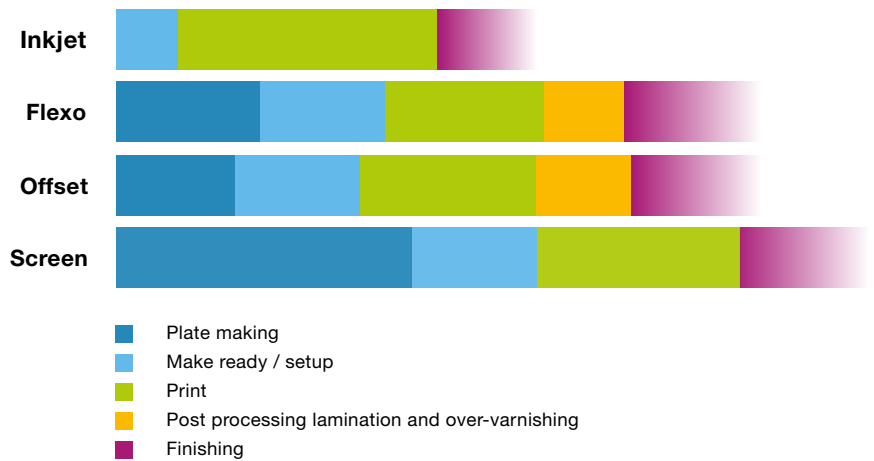 Inkjet
Flexo
Offset
Screen
Plate making
Make ready / setup
Print
Post processing lamination and over-varnishing
Finishing